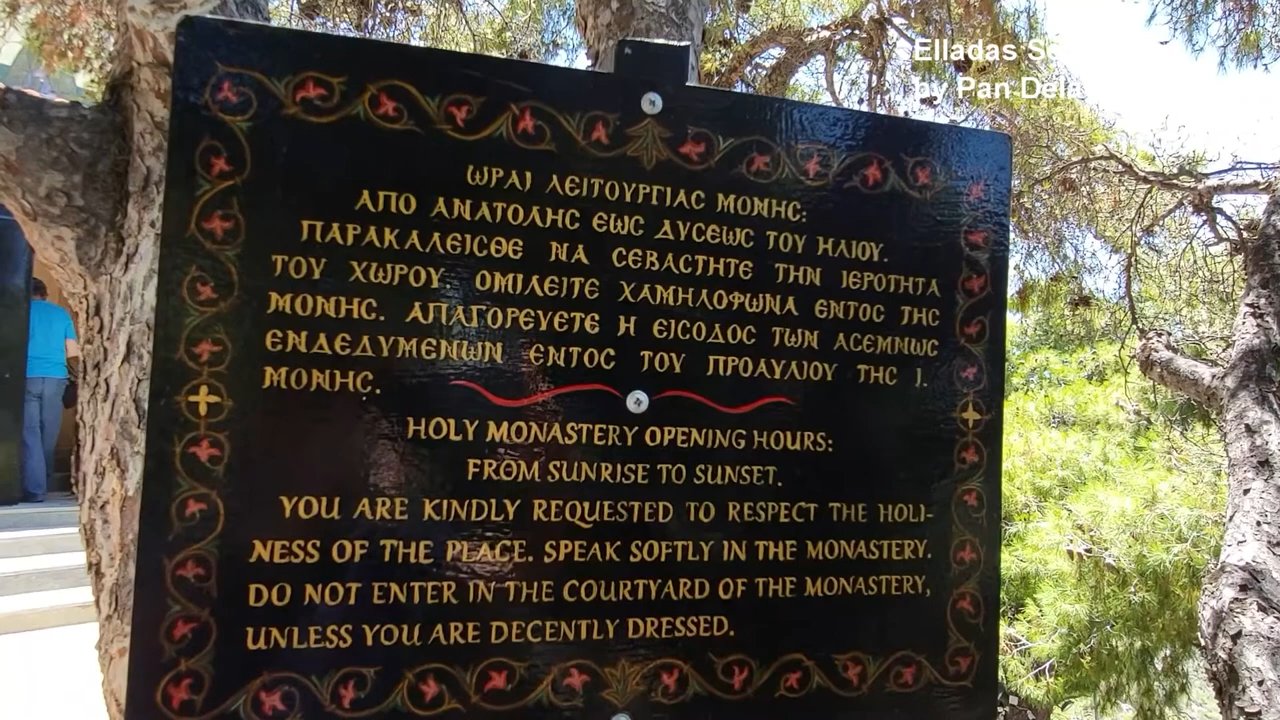 Elladas
by Pan
ΩΡΑΙ ΛΕΙΤΟΥΡΓΙΑΣ ΜΟΝΗΣ:
ΑΠΟ ΑΝΑΤΟΛΗΣ ΕΩΣ ΔΥΣΕΩΣ ΤΟΥ ΗΛΙΟΥ.
ΠΑΡΑΚΑΛΕΙΣΘΕ ΝΑ ΣΕΒΑΣΤΗΤΕ ΤΗΝ ΙΕΡΟΤΗΤΑ
ΤΟΥ ΧΩΡΟΥ. ΟΜΙΛΕΙΤΕ ΧΑΜΗΛΟΦΩΝΑ ΕΝΤΟΣ ΤΗΣ
ΜΟΝΗΣ. ΑΠΑΓΟΡΕΥΕΤΕ Η ΕΙΣΟΔΟΣ ΤΩΝ ΑΣΕΜΝΩΣ
ΕΝΔΕΔΥΜΕΝΩΝ ΕΝΤΟΣ ΤΟΥ ΠΡΟΑΥΛΙΟΥ ΤΗΣ Ι.
ΜΟΝΗΣ.
HOLY MONASTERY OPENING HOURS:
FROM SUNRISE TO SUNSET.
YOU ARE KINDLY REQUESTED TO RESPECT THE HOLI-
NESS OF THE PLACE. SPEAK SOFTLY IN THE MONASTERY.
DO NOT ENTER IN THE COURTYARD OF THE MONASTERY,
UNLESS YOU ARE DECENTLY DRESSED.